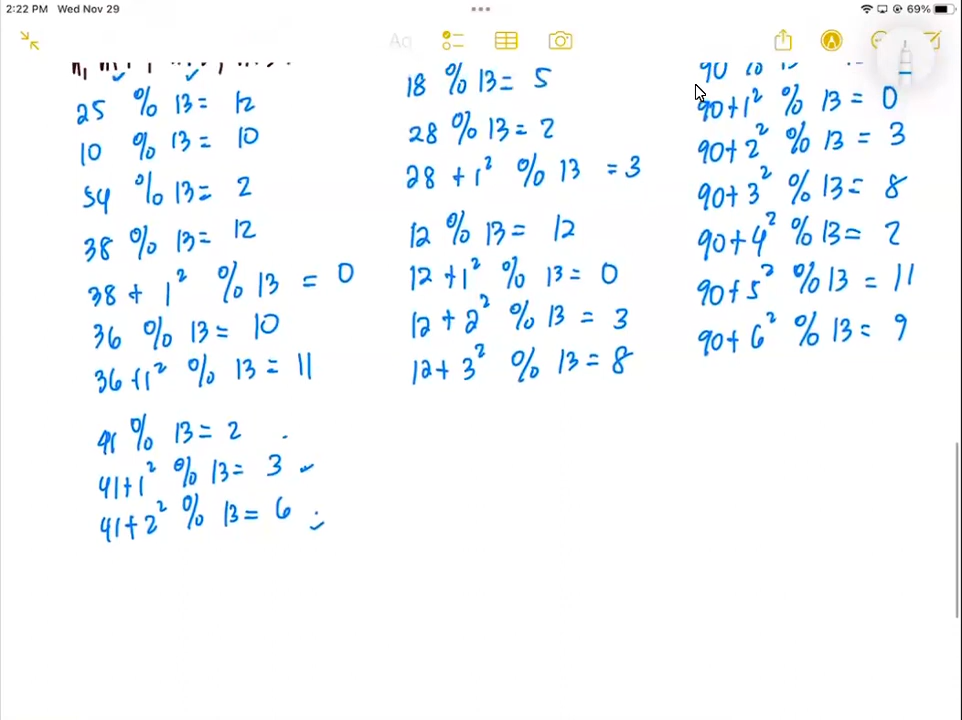 2:22 PM Wed Nov 29
69%
Aa
25 % 13 = 12
10 % 13 = 10
54 % 13 = 2
38 % 13 = 12
38 + 1² % 13 = 0
36 % 13 = 10
36 + 1² % 13 = 11
41 % 13 = 2
41 + 1² % 13 = 3
41 + 2² % 13 = 6
18 % 13 = 5
28 % 13 = 2
28 + 1² % 13 = 3
12 % 13 = 12
12 + 1² % 13 = 0
12 + 2² % 13 = 3
12 + 3² % 13 = 8
90 + 1² % 13 = 0
90 + 2² % 13 = 3
90 + 3² % 13 = 8
90 + 4² % 13 = 2
90 + 5² % 13 = 11
90 + 6² % 13 = 9